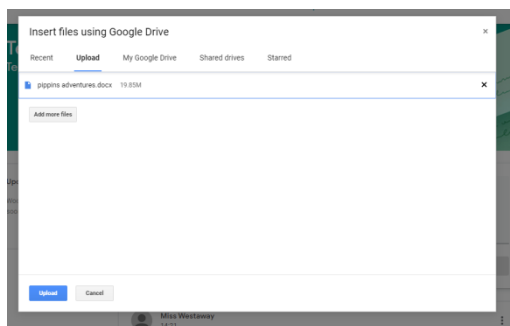 Insert files using Google Drive
×
Recent Upload My Google Drive Shared drives Starred
pippins adventures.docx 19.85M
×
Add more files
Upload Cancel
Miss Westaway